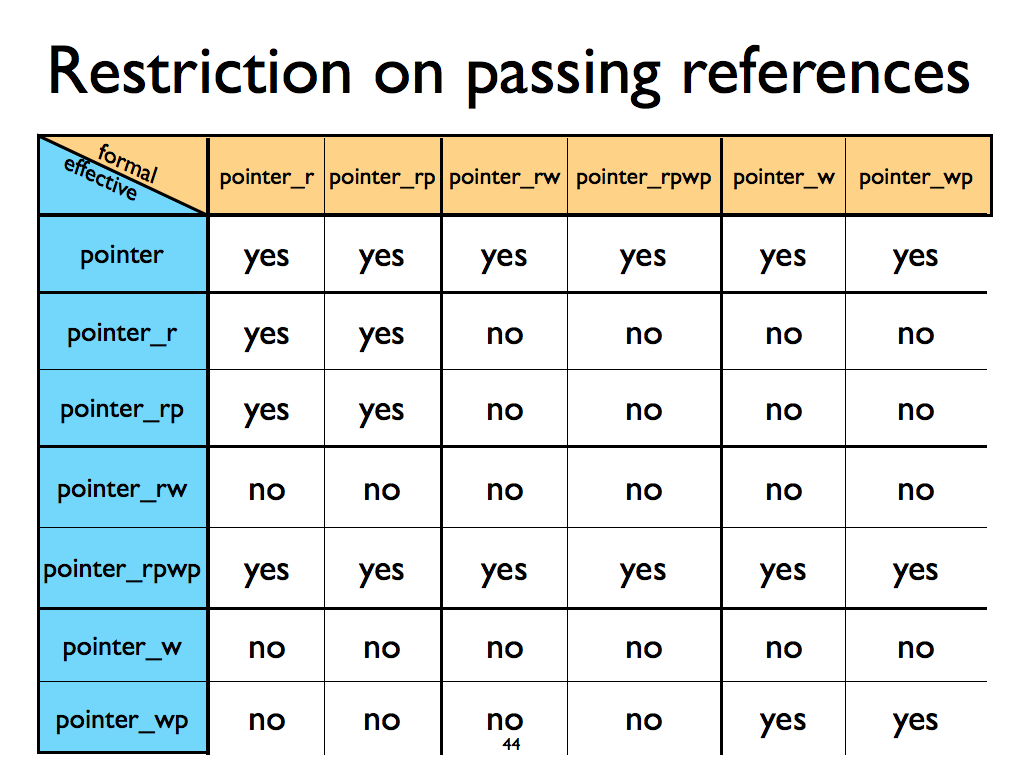 Restriction on passing references
formal
effective
pointer_r pointer_rp pointer_rw pointer_rpwp pointer_w pointer_wp
pointer yes yes yes yes yes yes
pointer_r yes yes no no no no
pointer_rp yes yes no no no no
pointer_rw no no no no no no
pointer_rpwp yes yes yes yes yes yes
pointer_w no no no no no no
pointer_wp no no no no yes yes
44